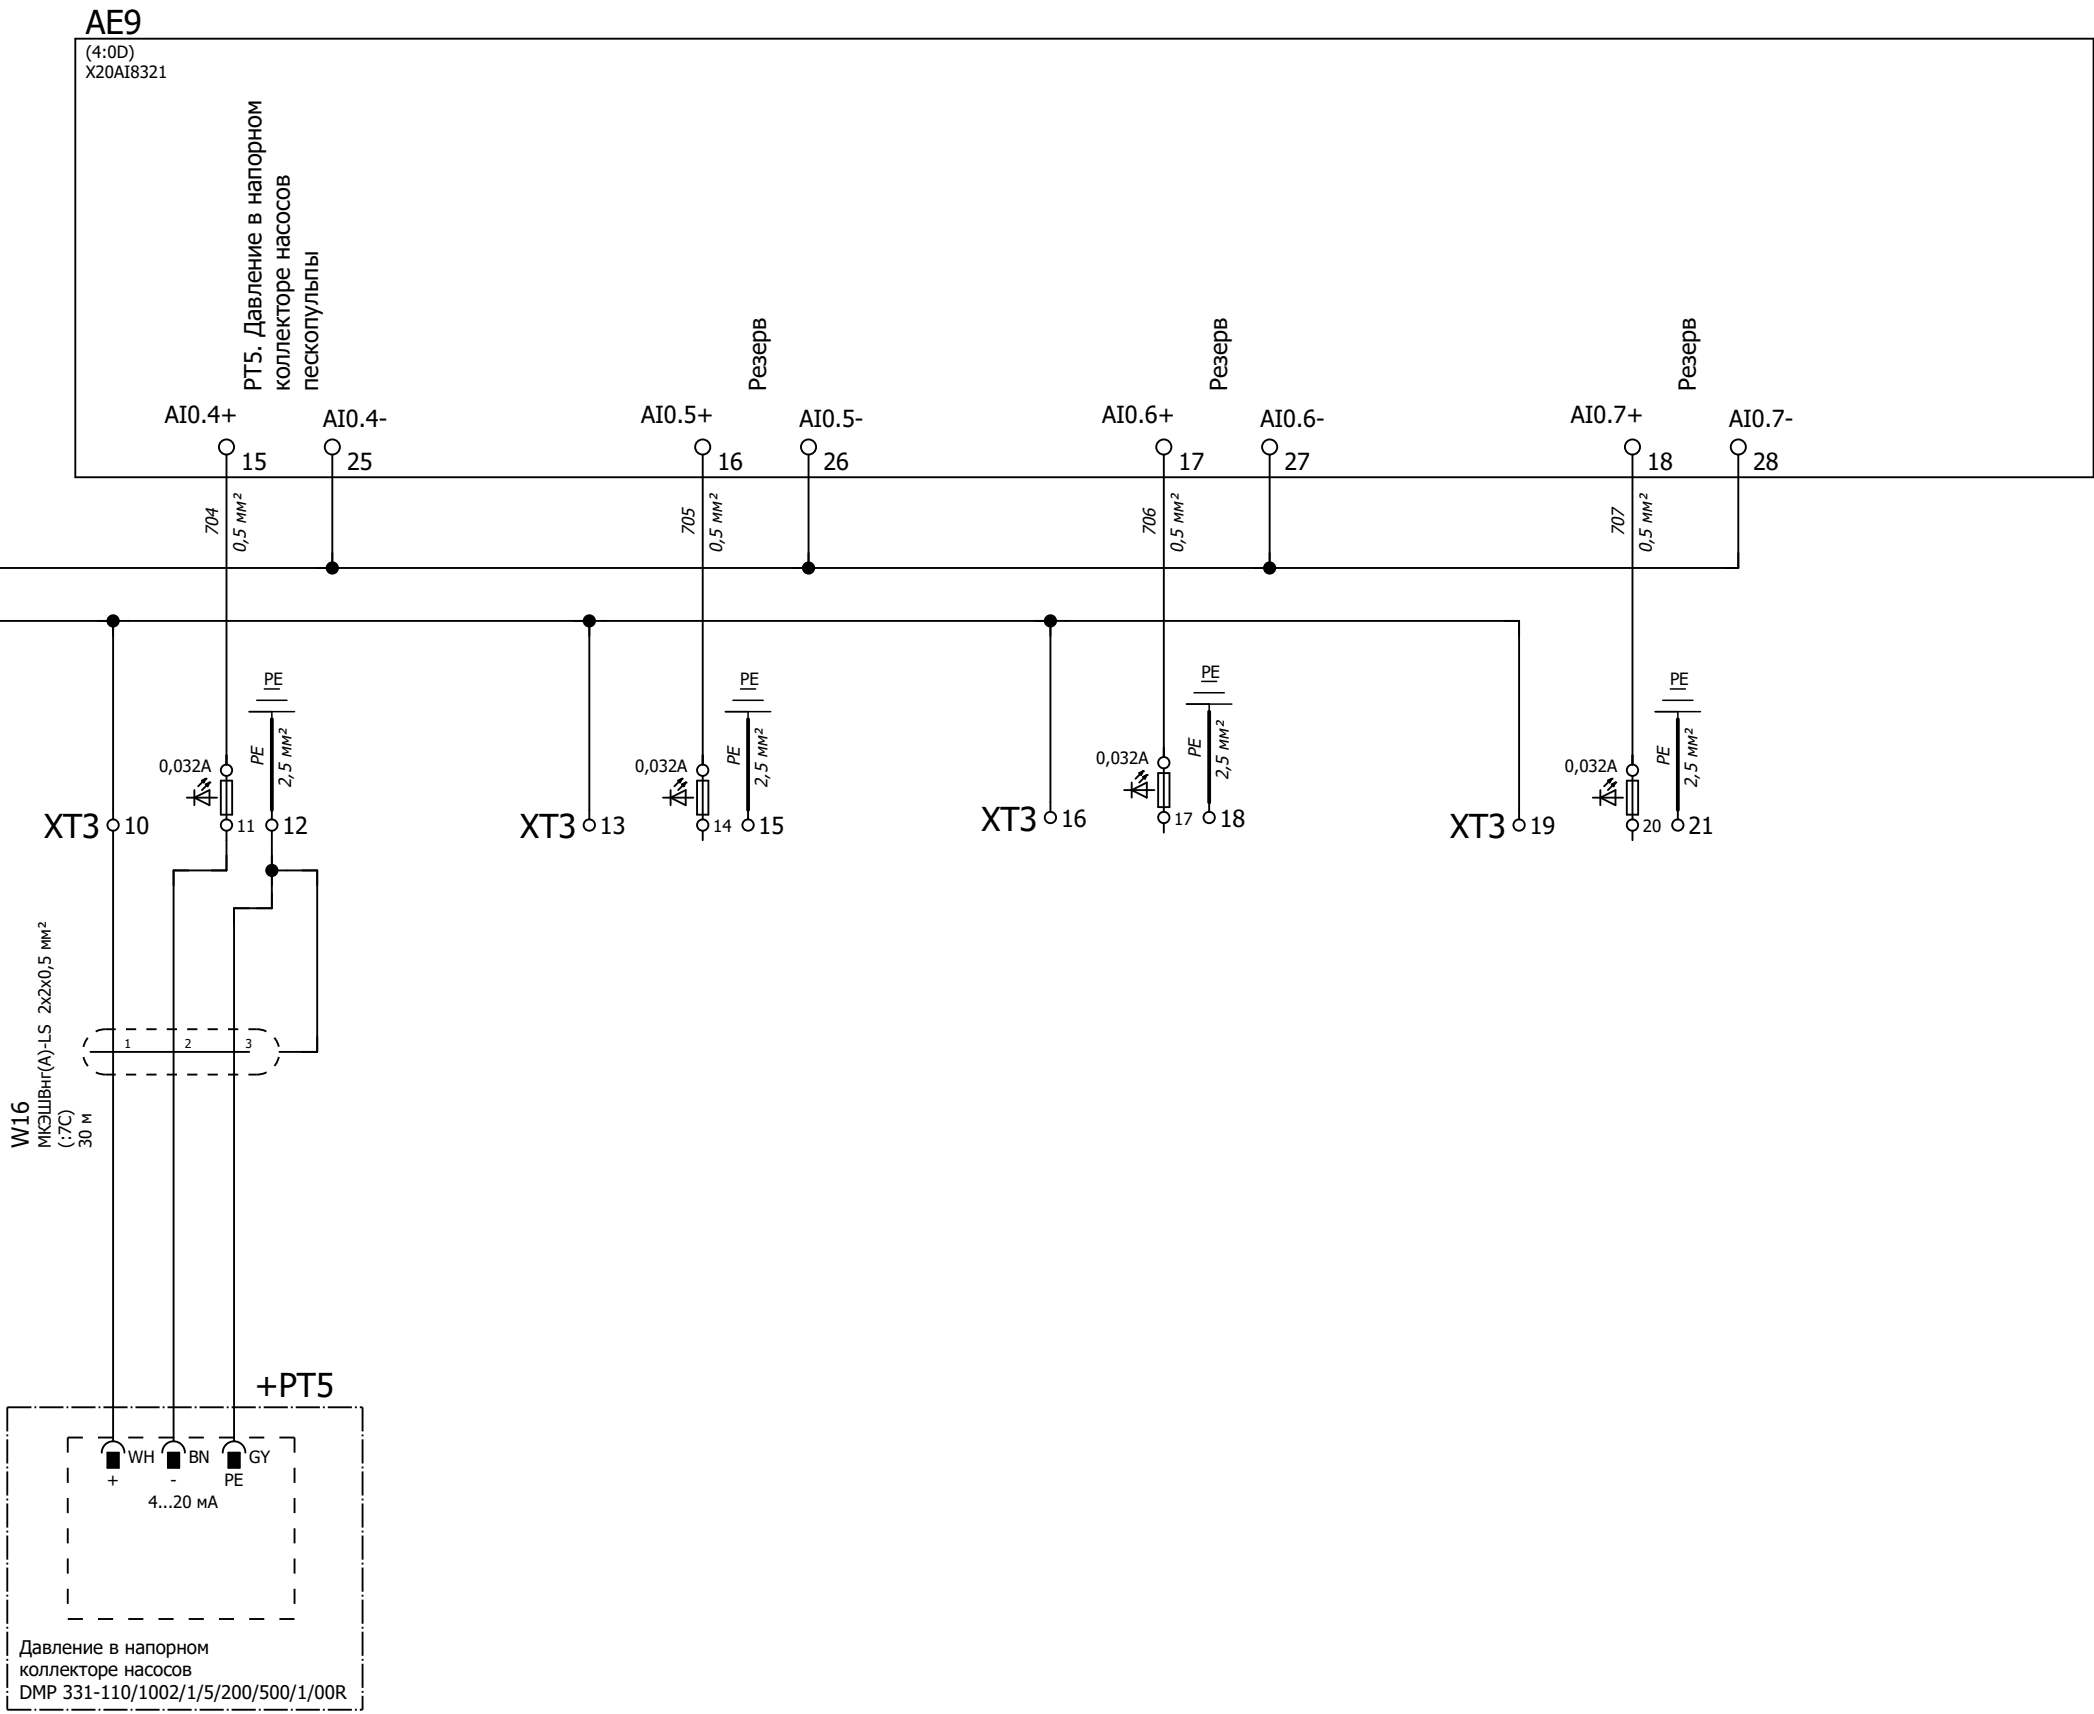 AE9
(4:0D)
X20AI8321
PT5. Давление в напорном
коллекторе насосов
пескопульпы
Резерв
Резерв
Резерв
AI0.4+
AI0.4-
AI0.5+
AI0.5-
AI0.6+
AI0.6-
AI0.7+
AI0.7-
15
25
16
26
17
27
18
28
704
0,5 мм²
705
0,5 мм²
706
0,5 мм²
707
0,5 мм²
PE
PE
PE
PE
PE
2,5 мм²
PE
2,5 мм²
PE
2,5 мм²
PE
2,5 мм²
0,032A
0,032A
0,032A
0,032A
XT3
10
11
12
XT3
13
14
15
XT3
16
17
18
XT3
19
20
21
W16
МКЭШВнг(А)-LS 2x2x0,5 мм²
(:7C)
30 м
1
2
3
+PT5
WH
BN
GY
+
-
PE
4...20 мА
Давление в напорном
коллекторе насосов
DMP 331-110/1002/1/5/200/500/1/00R